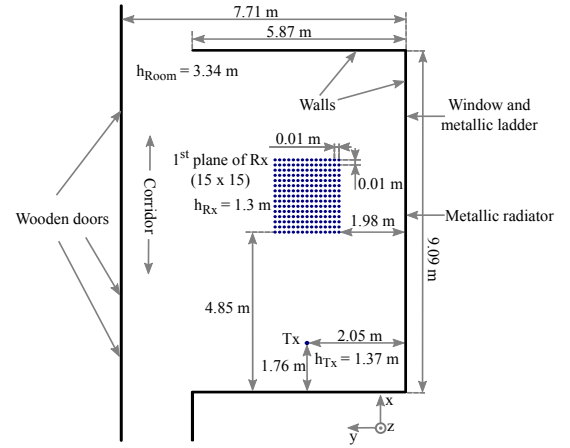 7.71 m
5.87 m
h_Room = 3.34 m
Walls
Window and
metallic ladder
0.01 m
1st plane of Rx
(15 x 15)
0.01 m
h_Rx = 1.3 m
Corridor
Wooden doors
1.98 m
Metallic radiator
9.09 m
4.85 m
Tx
2.05 m
1.76 m
h_Tx = 1.37 m
x
y
z